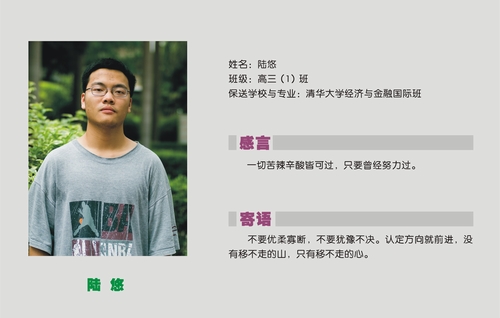 姓名：陆悠
班级：高三（1）班
保送学校与专业：清华大学经济与金融国际班
感言
一切苦辣辛酸皆可过，只要曾经努力过。
寄语
不要优柔寡断，不要犹豫不决。认定方向就前进，没
有移不走的山，只有移不走的心。
陆 悠